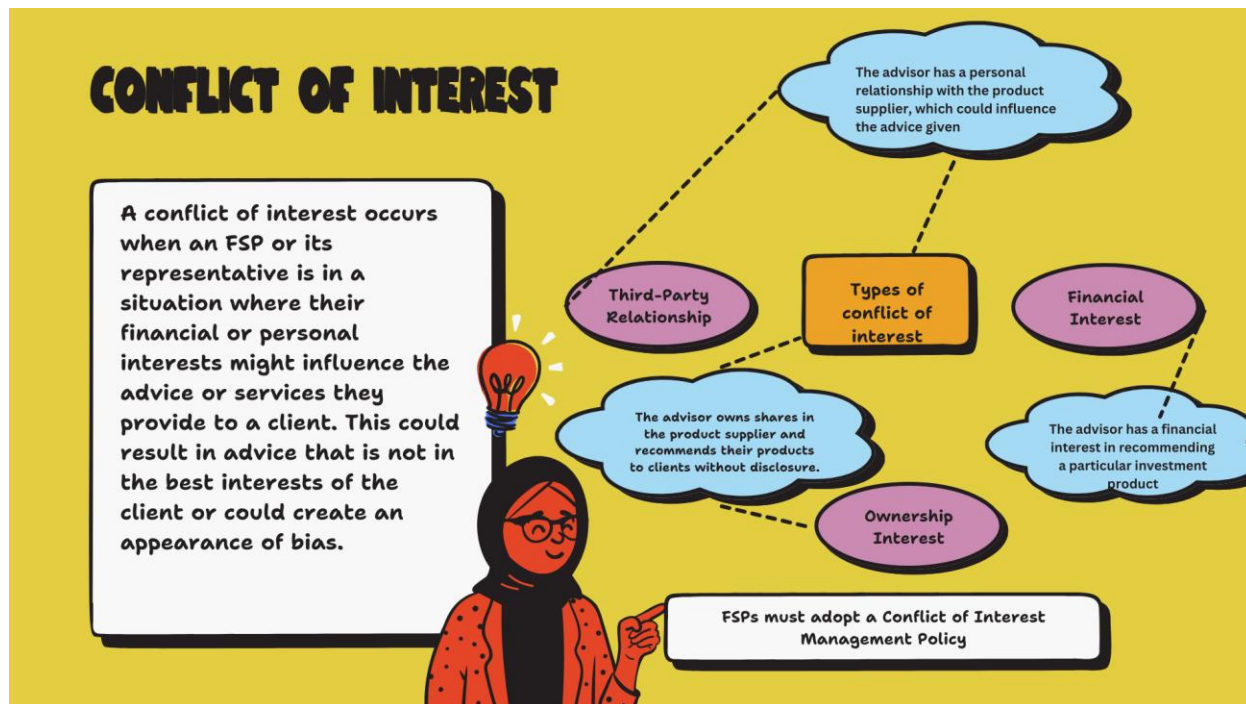 CONFLICT OF INTEREST
A conflict of interest occurs
when an FSP or its
representative is in a
situation where their
financial or personal
interests might influence the
advice or services they
provide to a client. This could
result in advice that is not in
the best interests of the
client or could create an
appearance of bias.
The advisor has a personal
relationship with the product
supplier, which could influence
the advice given
Third-Party
Relationship
Types of
conflict of
interest
Financial
Interest
The advisor owns shares in
the product supplier and
recommends their products
to clients without disclosure.
The advisor has a financial
interest in recommending
a particular investment
product
Ownership
Interest
FSPs must adopt a Conflict of Interest
Management Policy